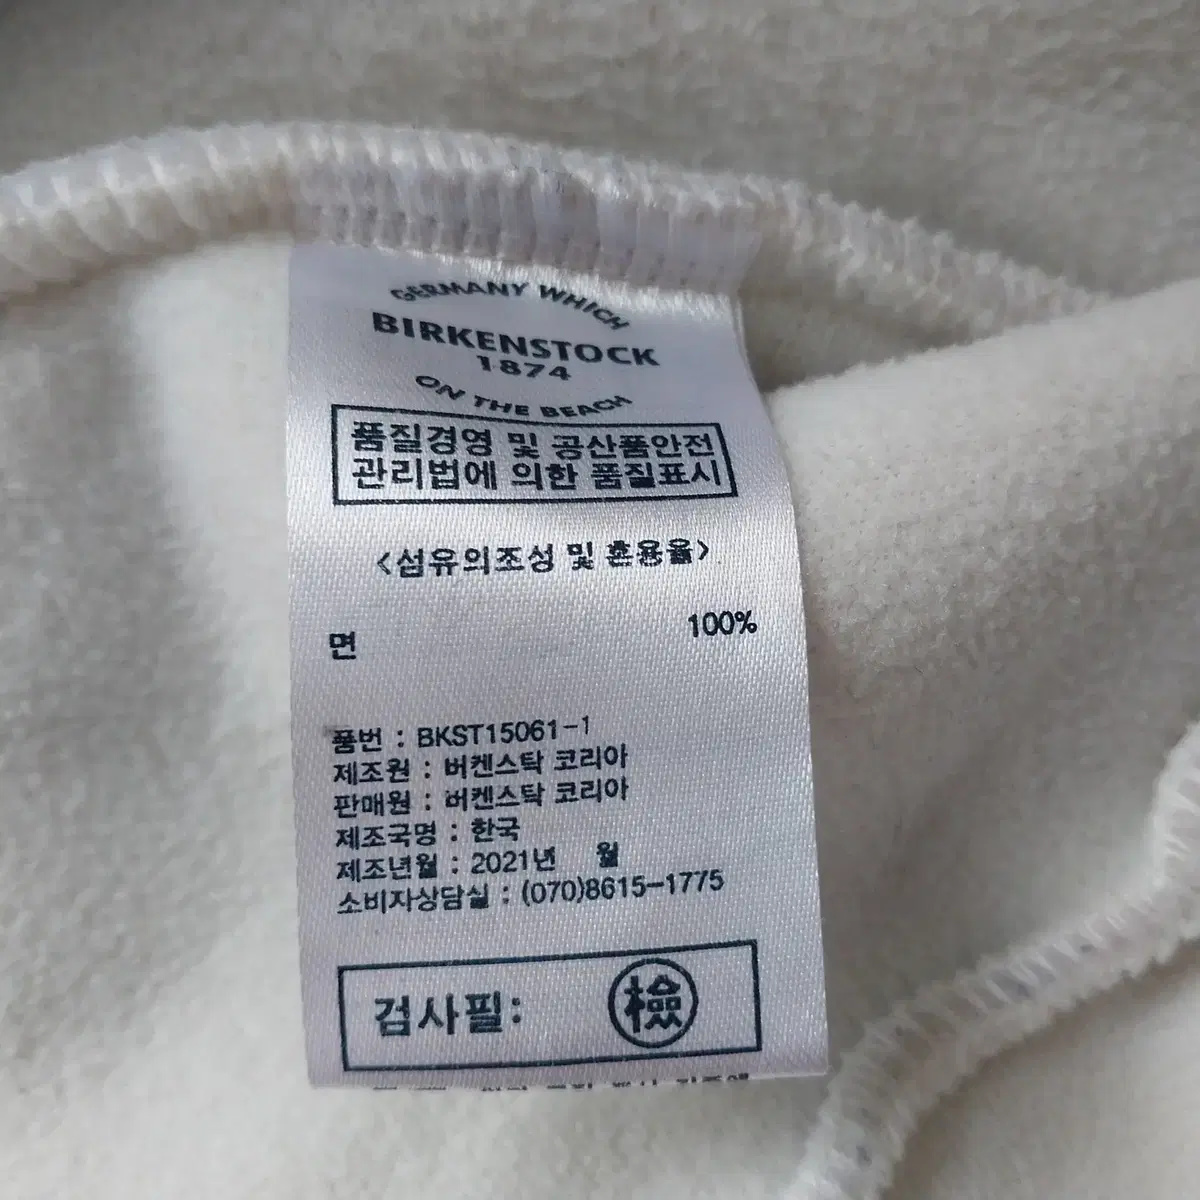 GERMANY WHICH
BIRKENSTOCK
1874
ON THE BEACH
품질경영 및 공산품안전
관리법에 의한 품질표시
<섬유의조성 및 혼용율>
면 100%
품번 : BKST15061-1
제조원 : 버켄스탁 코리아
판매원 : 버켄스탁 코리아
제조국명 : 한국
제조년월 : 2021년 월
소비자상담실 : (070)8615-1775
검사필: 檢